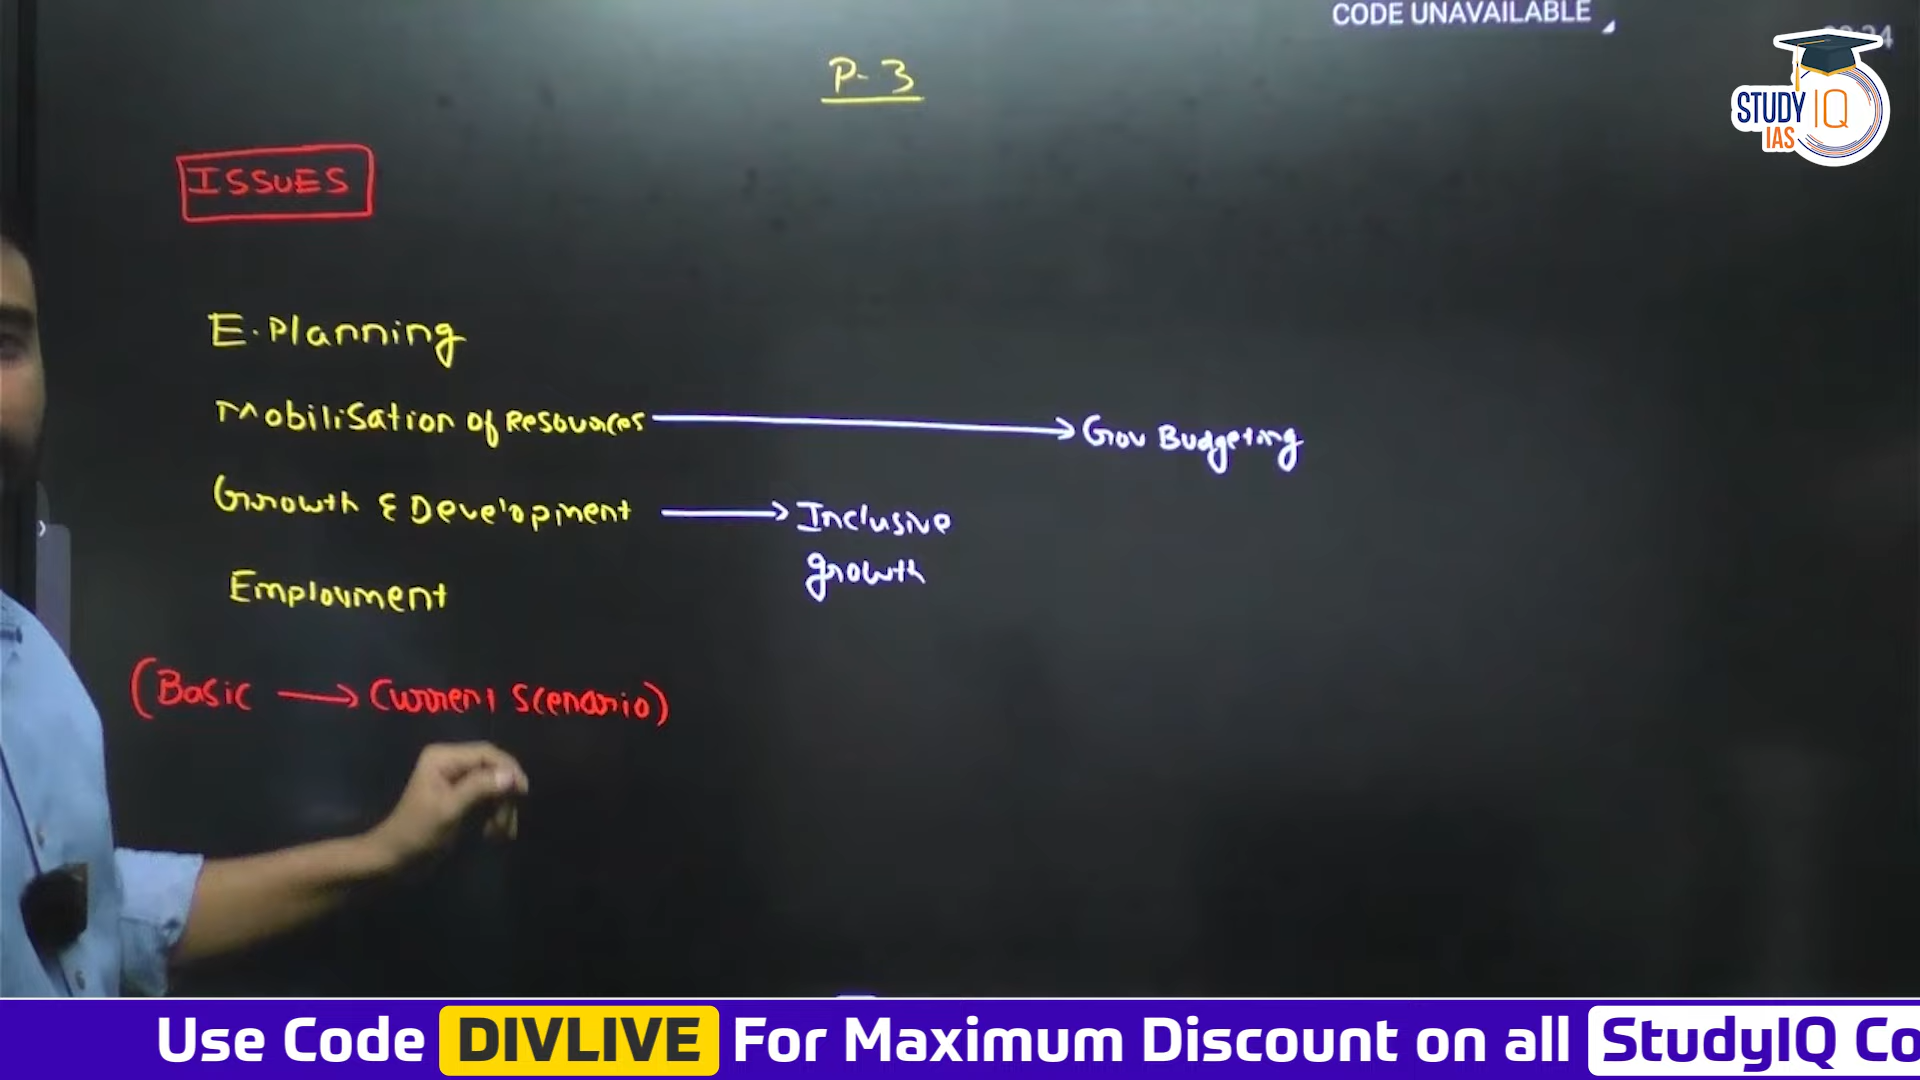 CODE UNAVAILABLE
P-3
STUDY IQ
IAS
ISSUES
E. Planning
Mobilisation of Resources → Gov Budgeting
Growth & Development → Inclusive growth
Employment
(Basic → Current Scenario)
Use Code DIVLIVE For Maximum Discount on all StudyIQ Co